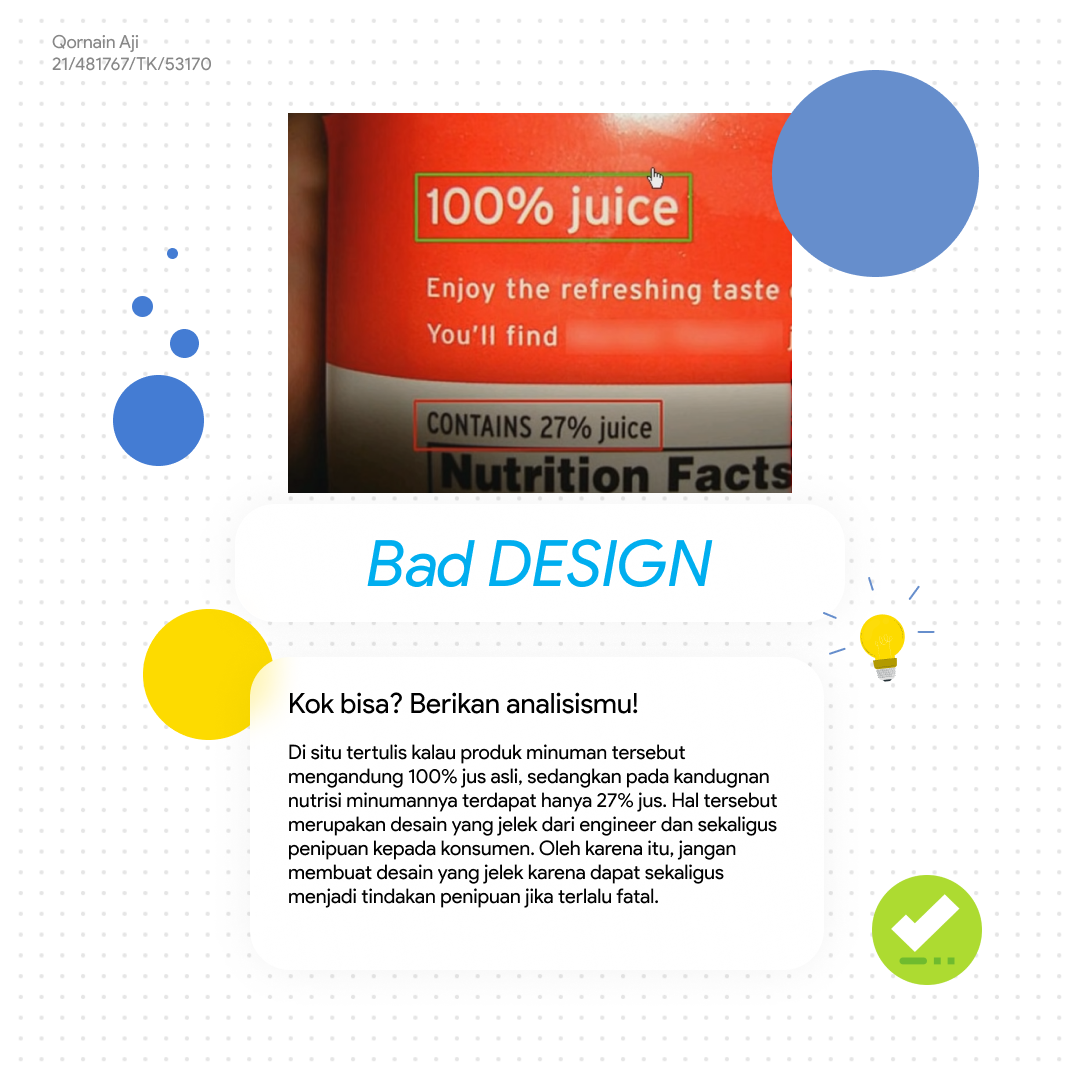 Qornain Aji
21/481767/TK/53170
100% juice
Enjoy the refreshing taste
You'll find
CONTAINS 27% juice
Nutrition Facts
Bad DESIGN
Kok bisa? Berikan analisismu!
Di situ tertulis kalau produk minuman tersebut
mengandung 100% jus asli, sedangkan pada kandugnan
nutrisi minumannya terdapat hanya 27% jus. Hal tersebut
merupakan desain yang jelek dari engineer dan sekaligus
penipuan kepada konsumen. Oleh karena itu, jangan
membuat desain yang jelek karena dapat sekaligus
menjadi tindakan penipuan jika terlalu fatal.